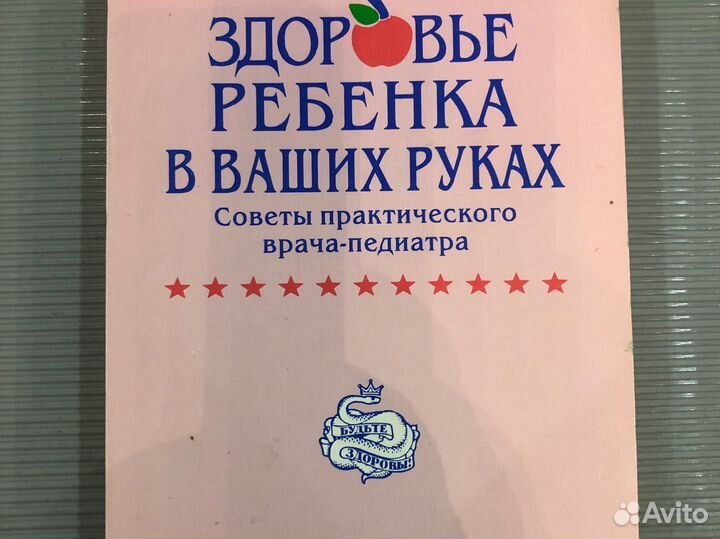 ЗДОРОВЬЕ
РЕБЕНКА
В ВАШИХ РУКАХ
Советы практического
врача-педиатра
БУДЬТЕ
ЗДОРОВЫ!
Avito